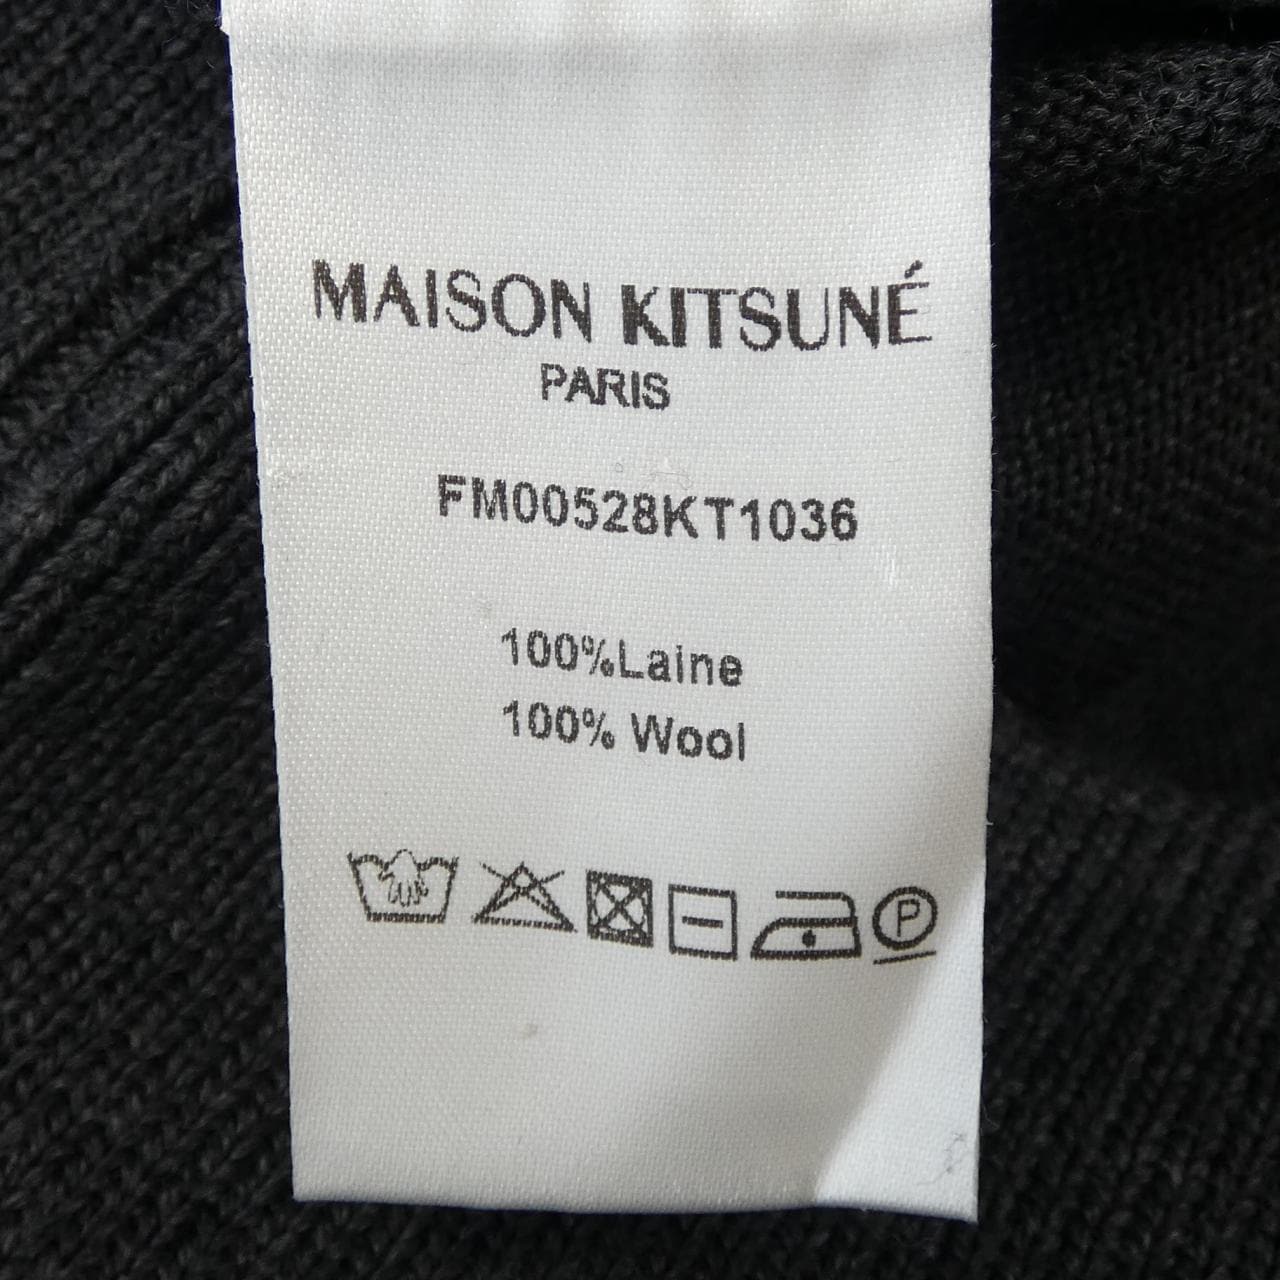 MAISON KITSUNÉ
PARIS
FM00528KT1036
100%Laine
100% Wool
P